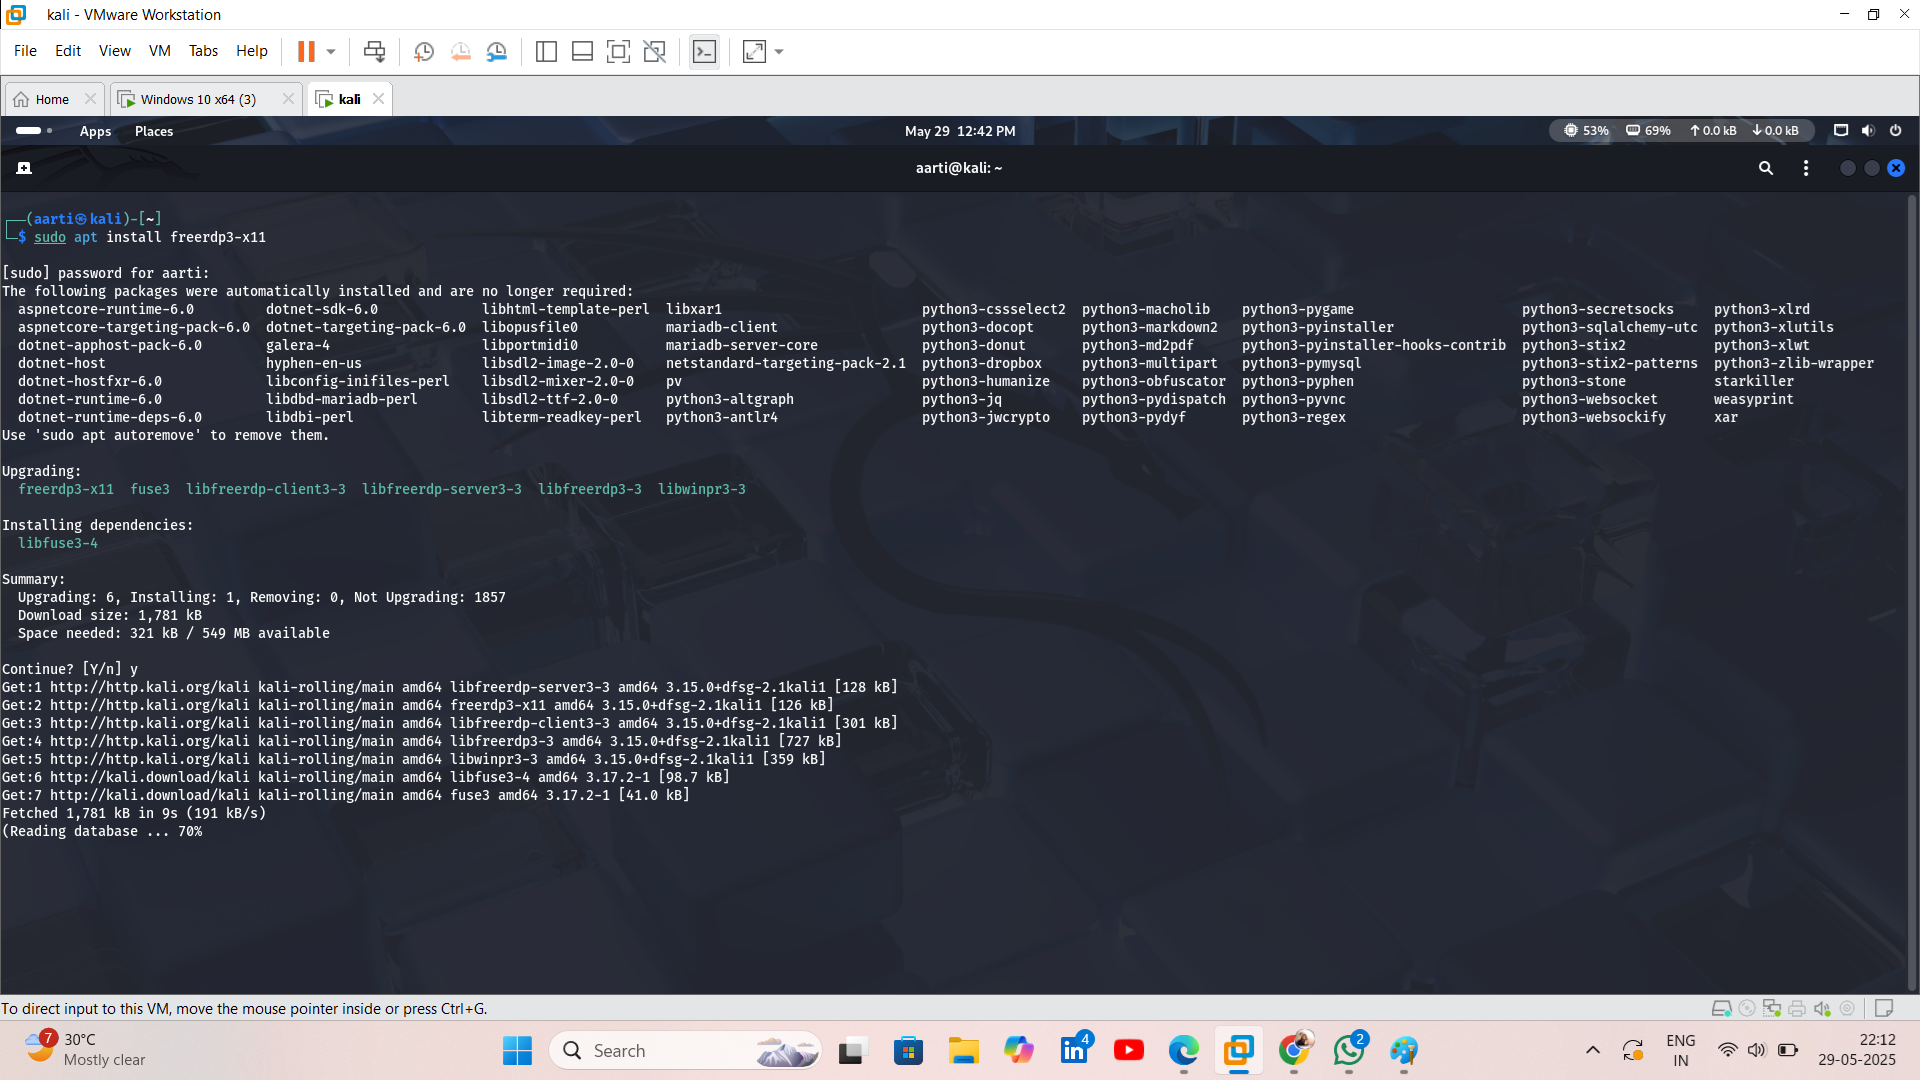 kali - VMware Workstation
File Edit View VM Tabs Help
Home Windows 10 x64 (3) kali
Apps Places May 29 12:42 PM 53% 69% 0.0 kB 0.0 kB
aarti@kali: ~
(aarti㉿kali)-[~]
$ sudo apt install freerdp3-x11
[sudo] password for aarti:
The following packages were automatically installed and are no longer required:
aspnetcore-runtime-6.0 dotnet-sdk-6.0 libhtml-template-perl libxar1 python3-cssselect2 python3-macholib python3-pygame python3-secretsocks python3-xlrd
aspnetcore-targeting-pack-6.0 dotnet-targeting-pack-6.0 libopusfile0 mariadb-client python3-docopt python3-markdown2 python3-pyinstaller python3-sqlalchemy-utc python3-xlutils
dotnet-apphost-pack-6.0 galera-4 libportmidi0 mariadb-server-core python3-donut python3-md2pdf python3-pyinstaller-hooks-contrib python3-stix2 python3-xlwt
dotnet-host hyphen-en-us libsdl2-image-2.0-0 netstandard-targeting-pack-2.1 python3-dropbox python3-multipart python3-pymysql python3-stix2-patterns python3-zlib-wrapper
dotnet-hostfxr-6.0 libconfig-inifiles-perl libsdl2-mixer-2.0-0 pv python3-humanize python3-obfuscator python3-pyphen python3-stone starkiller
dotnet-runtime-6.0 libdbd-mariadb-perl libsdl2-ttf-2.0-0 python3-altgraph python3-jq python3-pydispatch python3-pyvnc python3-websocket weasyprint
dotnet-runtime-deps-6.0 libdbi-perl libterm-readkey-perl python3-antlr4 python3-jwcrypto python3-pydyf python3-regex python3-websockify xar
Use 'sudo apt autoremove' to remove them.
Upgrading:
freerdp3-x11 fuse3 libfreerdp-client3-3 libfreerdp-server3-3 libfreerdp3-3 libwinpr3-3
Installing dependencies:
libfuse3-4
Summary:
Upgrading: 6, Installing: 1, Removing: 0, Not Upgrading: 1857
Download size: 1,781 kB
Space needed: 321 kB / 549 MB available
Continue? [Y/n] y
Get:1 http://http.kali.org/kali kali-rolling/main amd64 libfreerdp-server3-3 amd64 3.15.0+dfsg-2.1kali1 [128 kB]
Get:2 http://http.kali.org/kali kali-rolling/main amd64 freerdp3-x11 amd64 3.15.0+dfsg-2.1kali1 [126 kB]
Get:3 http://http.kali.org/kali kali-rolling/main amd64 libfreerdp-client3-3 amd64 3.15.0+dfsg-2.1kali1 [301 kB]
Get:4 http://http.kali.org/kali kali-rolling/main amd64 libfreerdp3-3 amd64 3.15.0+dfsg-2.1kali1 [727 kB]
Get:5 http://http.kali.org/kali kali-rolling/main amd64 libwinpr3-3 amd64 3.15.0+dfsg-2.1kali1 [359 kB]
Get:6 http://kali.download/kali kali-rolling/main amd64 libfuse3-4 amd64 3.17.2-1 [98.7 kB]
Get:7 http://kali.download/kali kali-rolling/main amd64 fuse3 amd64 3.17.2-1 [41.0 kB]
Fetched 1,781 kB in 9s (191 kB/s)
(Reading database ... 70%
To direct input to this VM, move the mouse pointer inside or press Ctrl+G.
7 30°C
Mostly clear
Search
4
2
ENG
IN
22:12
29-05-2025